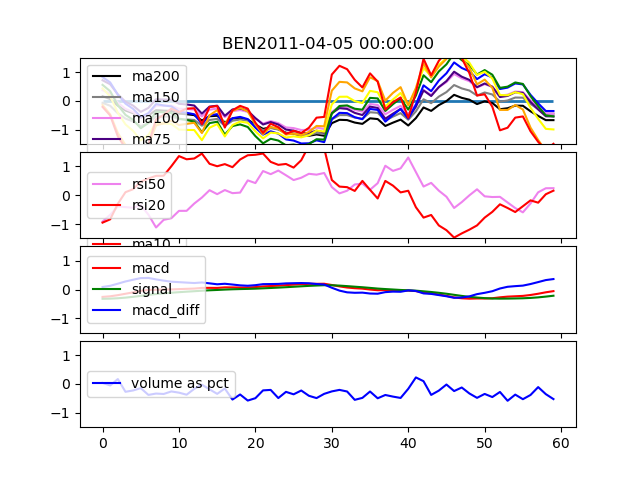 BEN2011-04-05 00:00:00
1
0
−1
ma200
ma150
ma100
ma75
1
0
−1
rsi50
rsi20
ma10
1
0
−1
macd
signal
macd_diff
1
0
−1
volume as pct
0 10 20 30 40 50 60